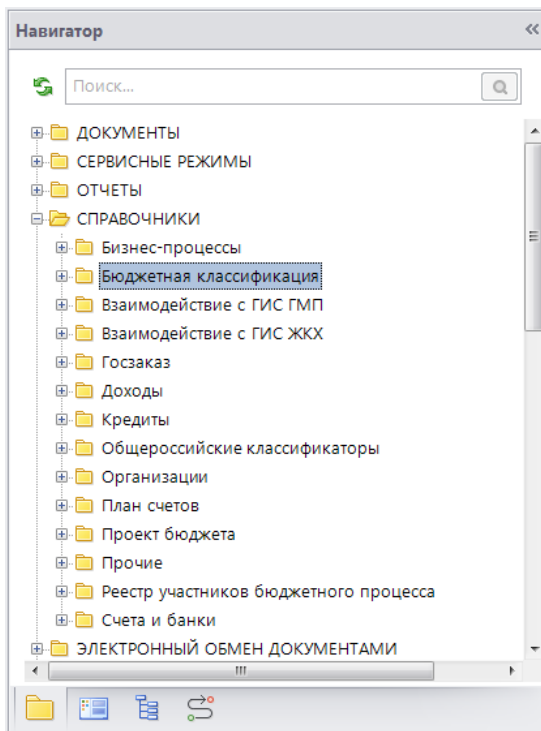 Навигатор
Поиск...
ДОКУМЕНТЫ
СЕРВИСНЫЕ РЕЖИМЫ
ОТЧЕТЫ
СПРАВОЧНИКИ
Бизнес-процессы
Бюджетная классификация
Взаимодействие с ГИС ГМП
Взаимодействие с ГИС ЖКХ
Госзаказ
Доходы
Кредиты
Общероссийские классификаторы
Организации
План счетов
Проект бюджета
Прочие
Реестр участников бюджетного процесса
Счета и банки
ЭЛЕКТРОННЫЙ ОБМЕН ДОКУМЕНТАМИ